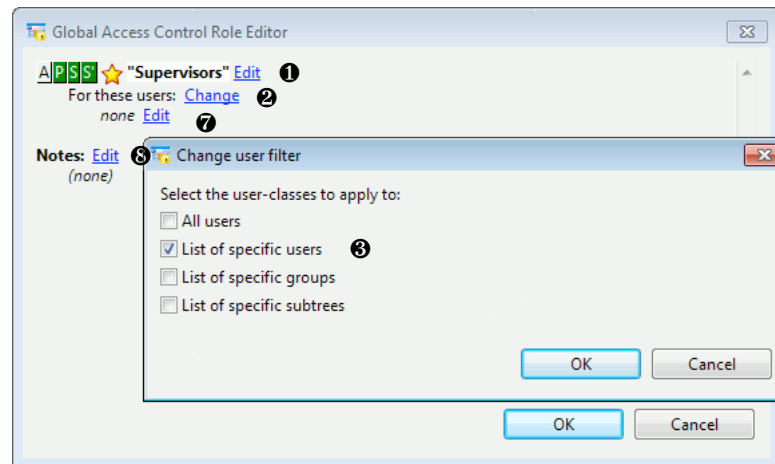 Global Access Control Role Editor
A P S S' "Supervisors" Edit ❶
For these users: Change ❷
none Edit ❼
Notes: Edit ❽
(none)
Change user filter
Select the user-classes to apply to:
All users
List of specific users ❸
List of specific groups
List of specific subtrees
OK Cancel
OK Cancel